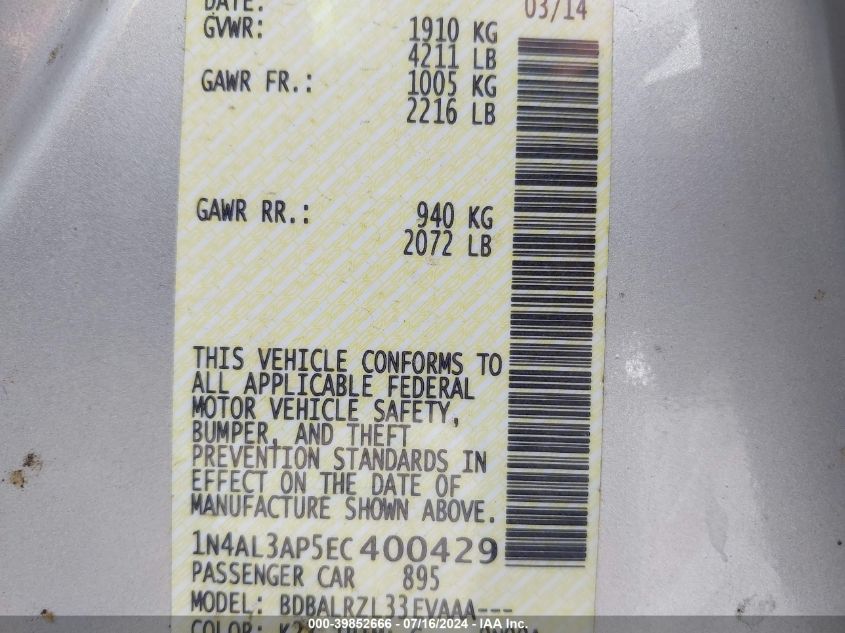 DATE: 03/14
GVWR: 1910 KG
4211 LB
GAWR FR.: 1005 KG
2216 LB
GAWR RR.: 940 KG
2072 LB
THIS VEHICLE CONFORMS TO
ALL APPLICABLE FEDERAL
MOTOR VEHICLE SAFETY,
BUMPER, AND THEFT
PREVENTION STANDARDS IN
EFFECT ON THE DATE OF
MANUFACTURE SHOWN ABOVE.
1N4AL3AP5EC400429
PASSENGER CAR 895
MODEL: BDBALRZL33EVAAA---
COLOR:
000-39852666 - 07/16/2024 - IAA Inc.